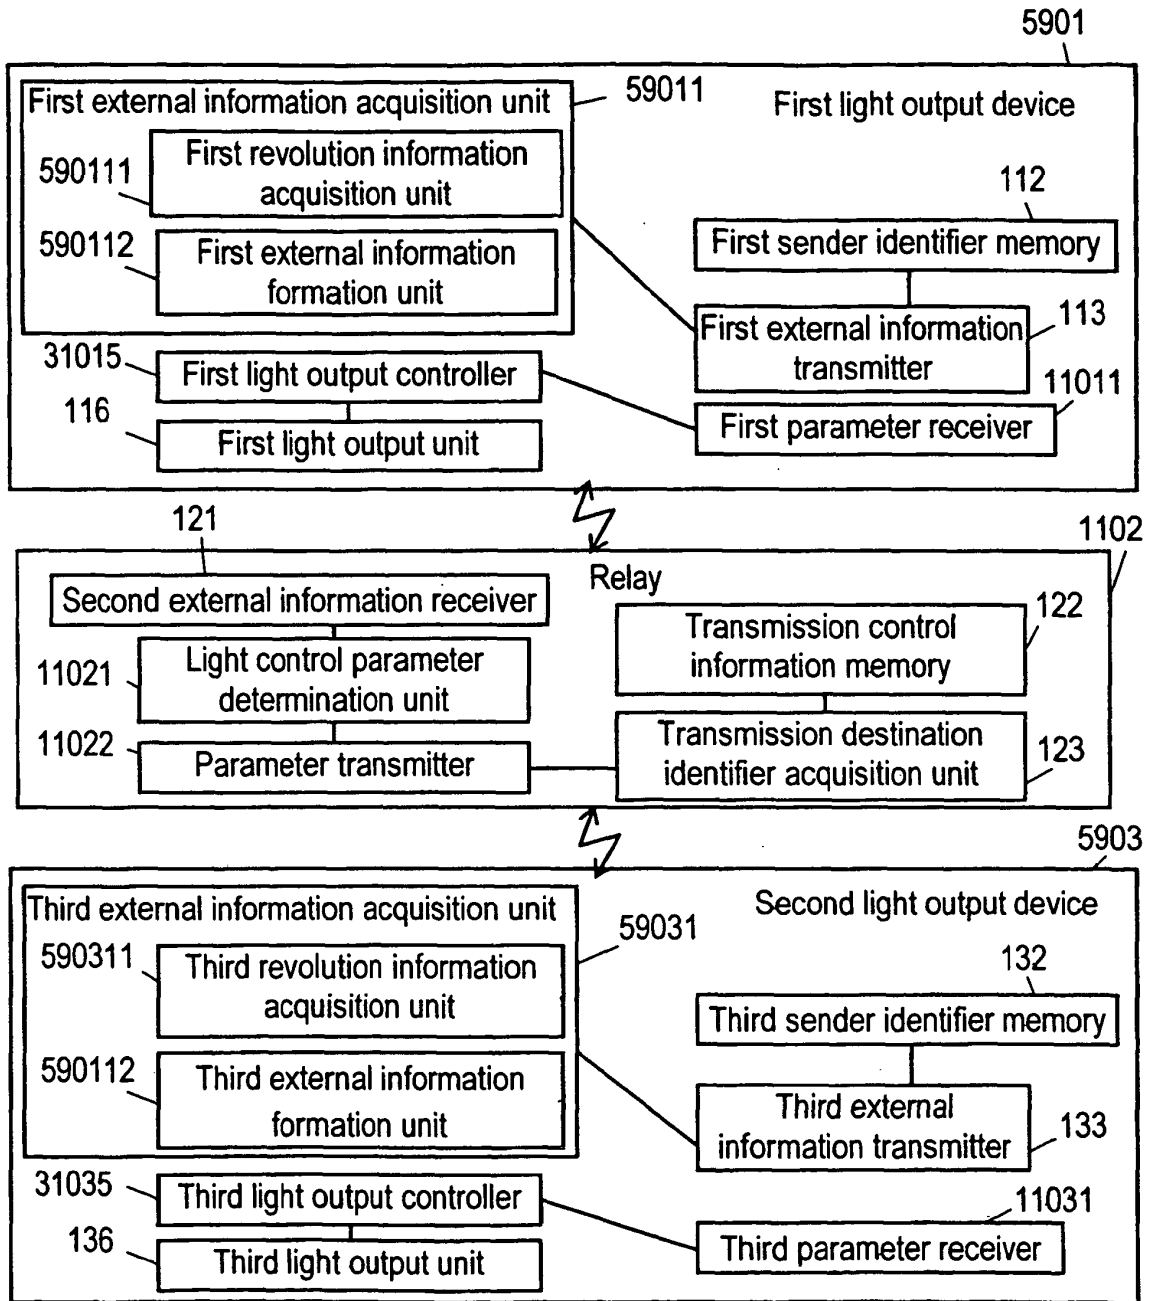 5901
First external information acquisition unit
59011
First light output device
590111
First revolution information
acquisition unit
112
First sender identifier memory
590112
First external information
formation unit
First external information
transmitter
113
31015
First light output controller
11011
First parameter receiver
116
First light output unit
121
1102
Relay
Second external information receiver
Transmission control
information memory
122
11021
Light control parameter
determination unit
11022
Parameter transmitter
Transmission destination
identifier acquisition unit
123
5903
Third external information acquisition unit
59031
Second light output device
590311
Third revolution information
acquisition unit
132
Third sender identifier memory
590112
Third external information
formation unit
Third external
information transmitter
133
31035
Third light output controller
11031
Third parameter receiver
136
Third light output unit